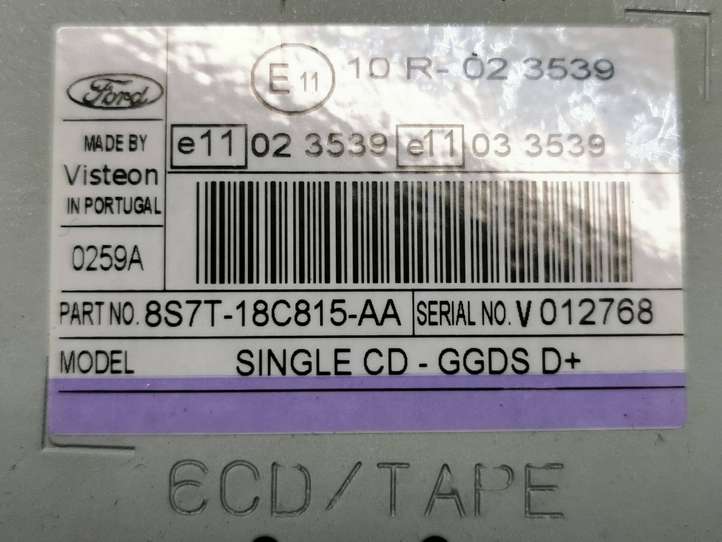 E 11 10 R- 02 3539
Ford
MADE BY
Visteon
IN PORTUGAL
e11 02 3539 e11 03 3539
0259A
PART NO. 8S7T-18C815-AA SERIAL NO. V 012768
MODEL SINGLE CD - GGDS D+
6CD/TAPE